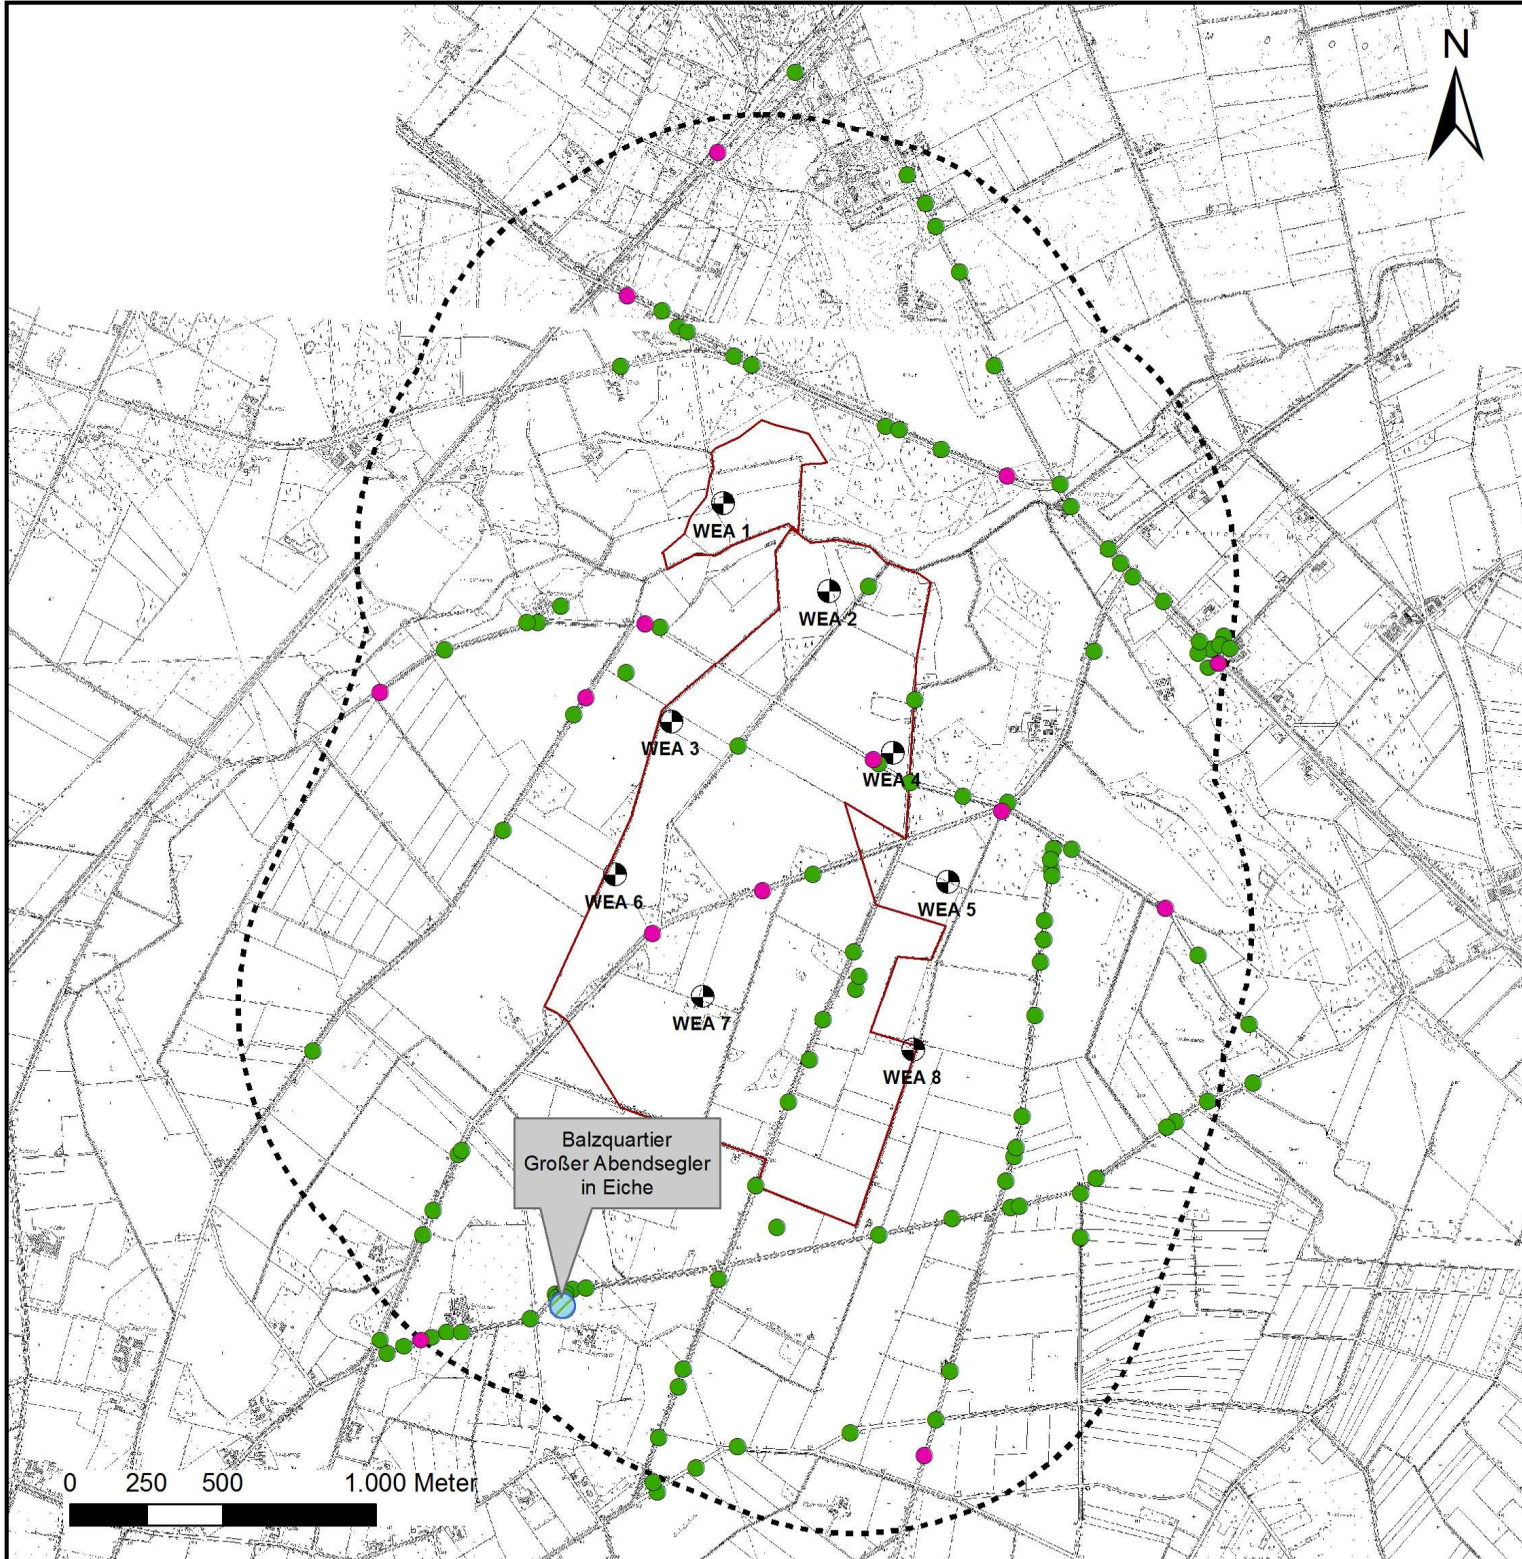 N
WEA 1
WEA 2
WEA 3
WEA 4
WEA 5
WEA 6
WEA 7
WEA 8
Balzquartier
Großer Abendsegler
in Eiche
0 250 500 1.000 Meter